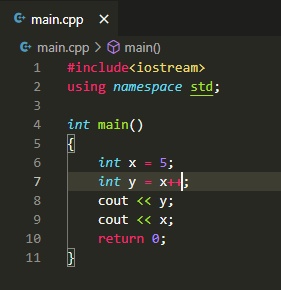 main.cpp ×
main.cpp > main()
1 #include<iostream>
2 using namespace std;
3
4 int main()
5 {
6     int x = 5;
7     int y = x++;
8     cout << y;
9     cout << x;
10     return 0;
11 }